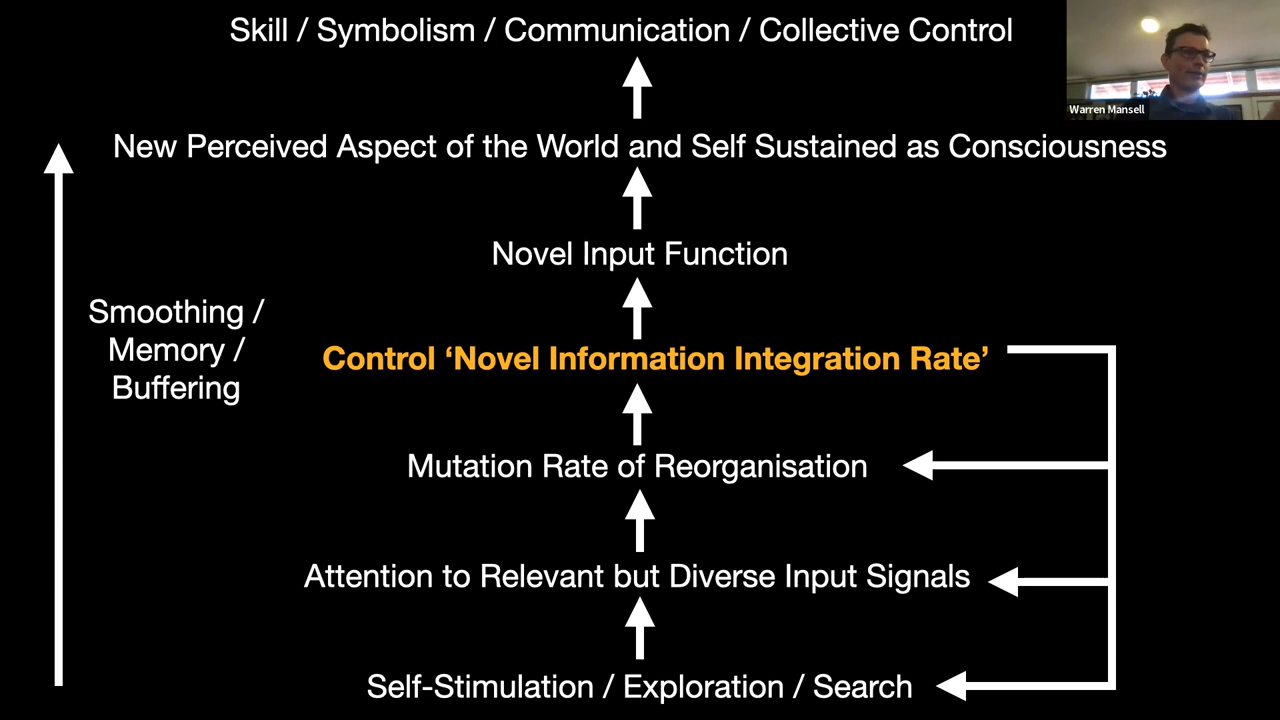 Skill / Symbolism / Communication / Collective Control
Warren Mansell
New Perceived Aspect of the World and Self Sustained as Consciousness
Novel Input Function
Smoothing /
Memory /
Buffering
Control ‘Novel Information Integration Rate’
Mutation Rate of Reorganisation
Attention to Relevant but Diverse Input Signals
Self-Stimulation / Exploration / Search